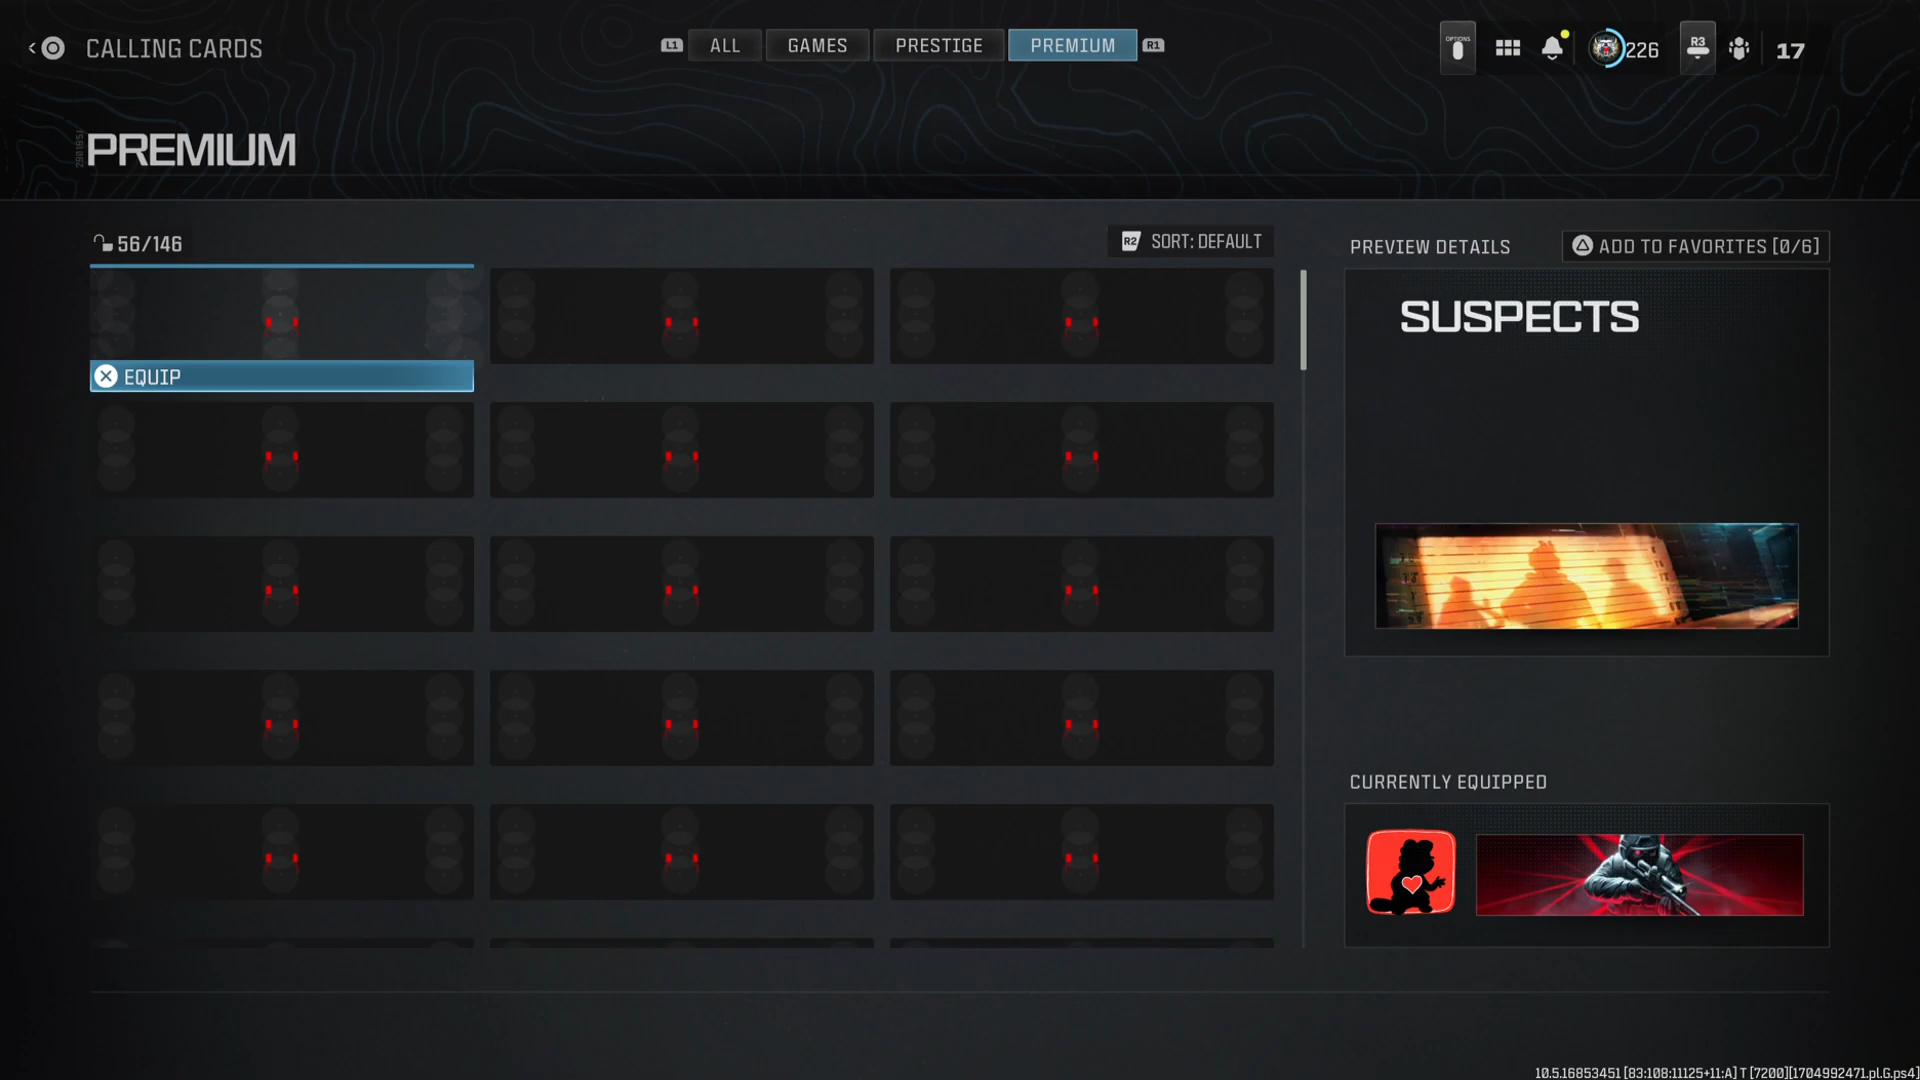 CALLING CARDS
L1 ALL GAMES PRESTIGE PREMIUM R1
OPTIONS 226 R3 17
PREMIUM
56/146
R2 SORT: DEFAULT
PREVIEW DETAILS
ADD TO FAVORITES [0/6]
SUSPECTS
EQUIP
CURRENTLY EQUIPPED
10.5.16853451 [83:108:11125+11:A] T [7200][1704992471.pl.G.ps4]